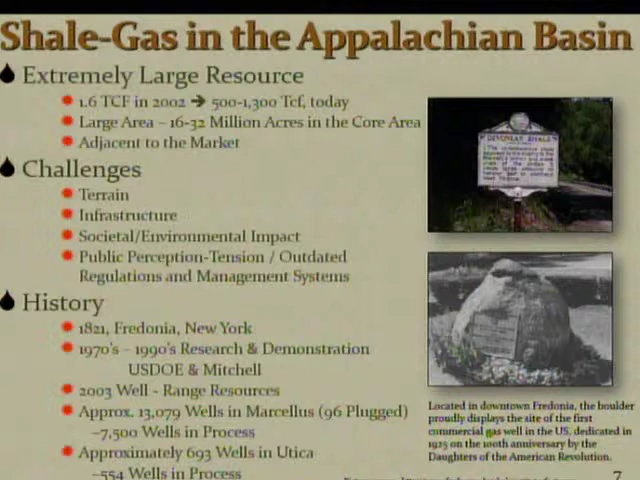 Shale-Gas in the Appalachian Basin
Extremely Large Resource
1.6 TCF in 2002 ➔ 500-1,300 Tcf, today
Large Area – 16-32 Million Acres in the Core Area
Adjacent to the Market
Challenges
Terrain
Infrastructure
Societal/Environmental Impact
Public Perception-Tension / Outdated
Regulations and Management Systems
History
1821, Fredonia, New York
1970's – 1990's Research & Demonstration
USDOE & Mitchell
2003 Well - Range Resources
Approx. 13,079 Wells in Marcellus (96 Plugged)
~7,500 Wells in Process
Approximately 693 Wells in Utica
~554 Wells in Process
DEVONIAN SHALE
Located in downtown Fredonia, the boulder
proudly displays the site of the first
commercial gas well in the US, dedicated in
1925 on the 100th anniversary by the
Daughters of the American Revolution.
7